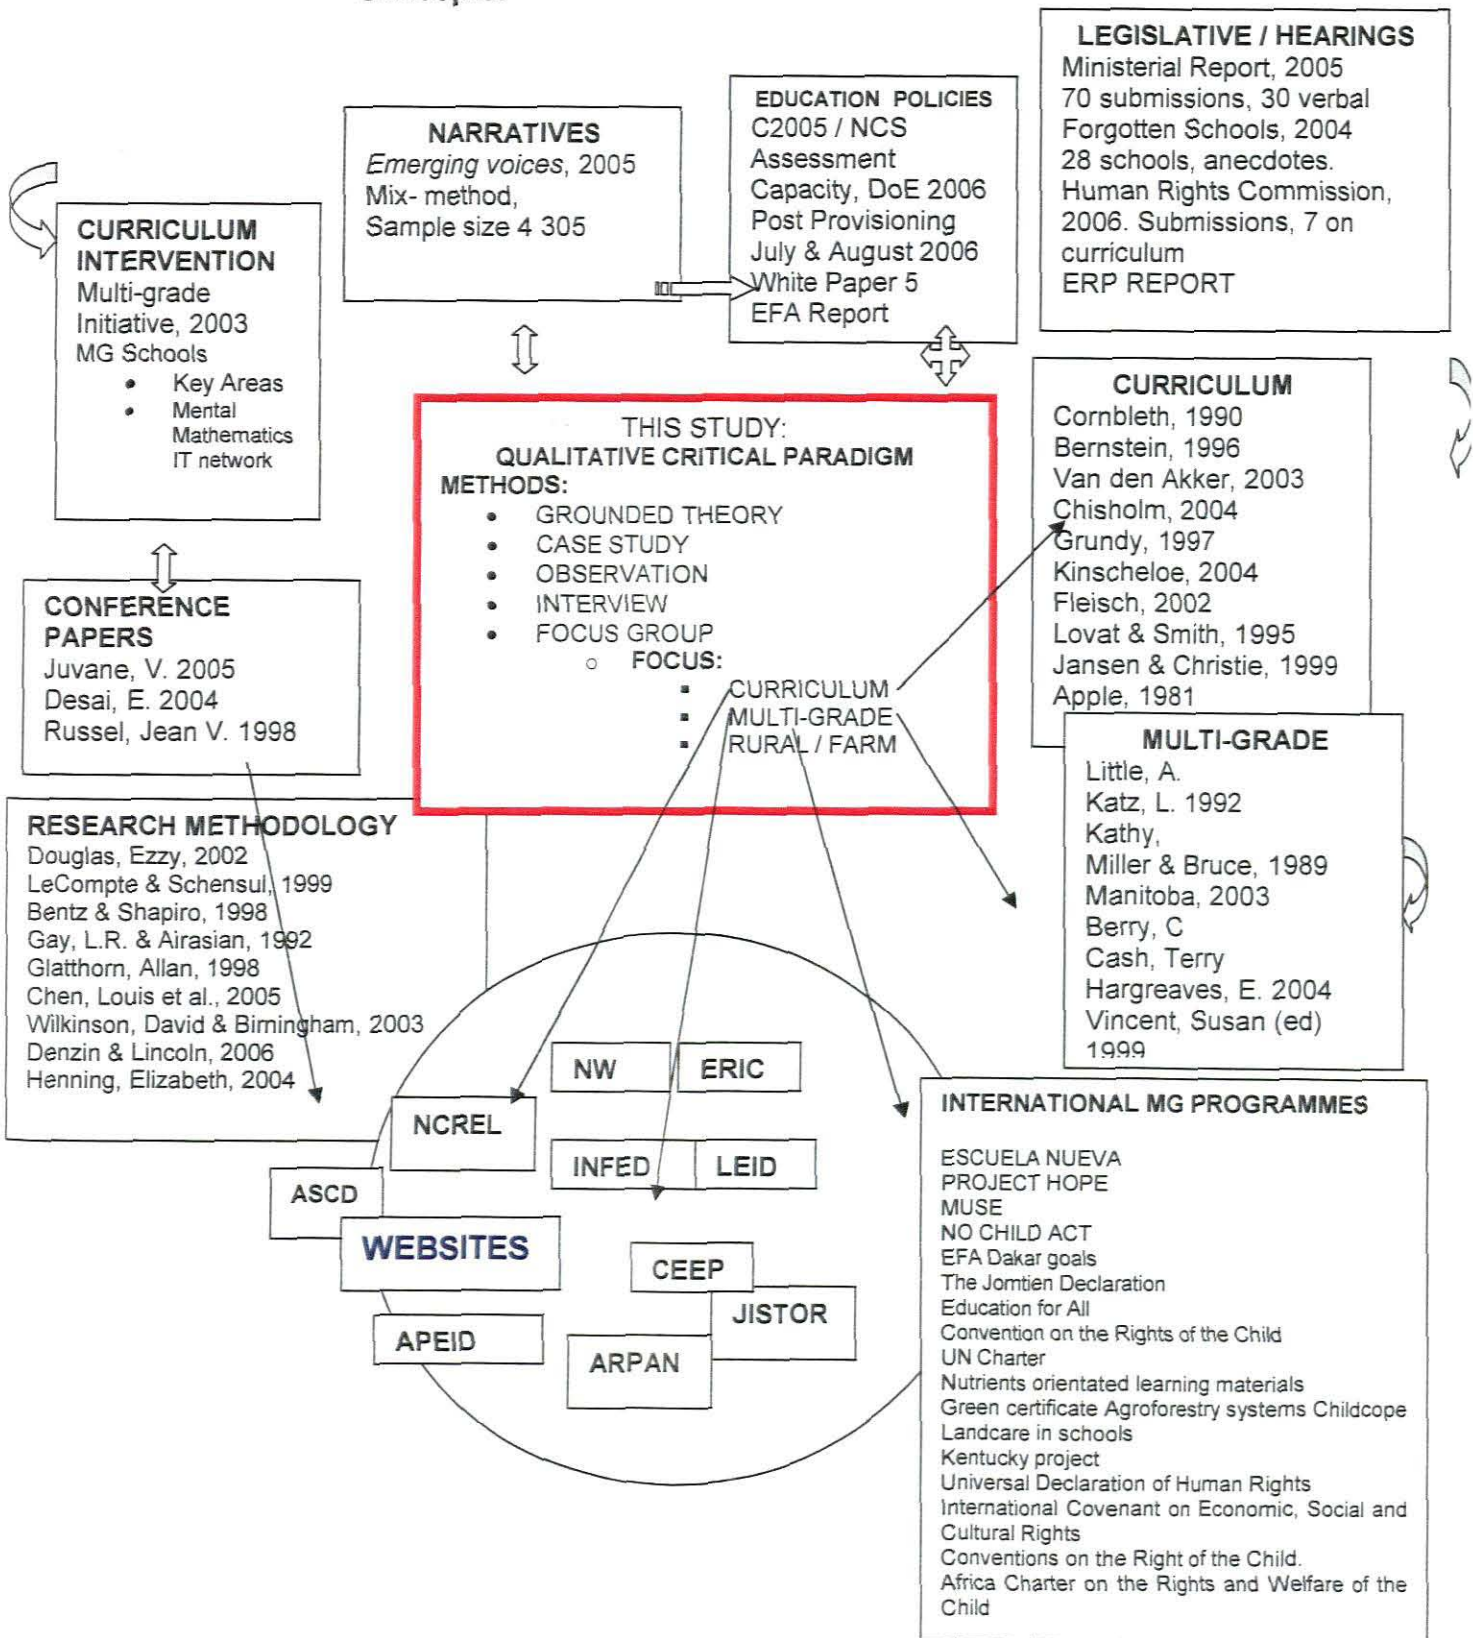 LEGISLATIVE / HEARINGS
Ministerial Report, 2005
70 submissions, 30 verbal
Forgotten Schools, 2004
28 schools, anecdotes.
Human Rights Commission,
2006. Submissions, 7 on
curriculum
ERP REPORT
EDUCATION POLICIES
C2005 / NCS
Assessment
Capacity, DoE 2006
Post Provisioning
July & August 2006
White Paper 5
EFA Report
NARRATIVES
Emerging voices, 2005
Mix- method,
Sample size 4 305
CURRICULUM
INTERVENTION
Multi-grade
Initiative, 2003
MG Schools
• Key Areas
• Mental
Mathematics
IT network
THIS STUDY:
QUALITATIVE CRITICAL PARADIGM
METHODS:
• GROUNDED THEORY
• CASE STUDY
• OBSERVATION
• INTERVIEW
• FOCUS GROUP
○ FOCUS:
▪ CURRICULUM
▪ MULTI-GRADE
▪ RURAL / FARM
CURRICULUM
Cornbleth, 1990
Bernstein, 1996
Van den Akker, 2003
Chisholm, 2004
Grundy, 1997
Kinscheloe, 2004
Fleisch, 2002
Lovat & Smith, 1995
Jansen & Christie, 1999
Apple, 1981
CONFERENCE
PAPERS
Juvane, V. 2005
Desai, E. 2004
Russel, Jean V. 1998
MULTI-GRADE
Little, A.
Katz, L. 1992
Kathy,
Miller & Bruce, 1989
Manitoba, 2003
Berry, C
Cash, Terry
Hargreaves, E. 2004
Vincent, Susan (ed)
1999
RESEARCH METHODOLOGY
Douglas, Ezzy, 2002
LeCompte & Schensul, 1999
Bentz & Shapiro, 1998
Gay, L.R. & Airasian, 1992
Glatthorn, Allan, 1998
Chen, Louis et al., 2005
Wilkinson, David & Birmingham, 2003
Denzin & Lincoln, 2006
Henning, Elizabeth, 2004
NW
ERIC
NCREL
INFED
LEID
ASCD
WEBSITES
CEEP
JISTOR
APEID
ARPAN
INTERNATIONAL MG PROGRAMMES
ESCUELA NUEVA
PROJECT HOPE
MUSE
NO CHILD ACT
EFA Dakar goals
The Jomtien Declaration
Education for All
Convention on the Rights of the Child
UN Charter
Nutrients orientated learning materials
Green certificate Agroforestry systems Childcope
Landcare in schools
Kentucky project
Universal Declaration of Human Rights
International Covenant on Economic, Social and
Cultural Rights
Conventions on the Right of the Child.
Africa Charter on the Rights and Welfare of the
Child